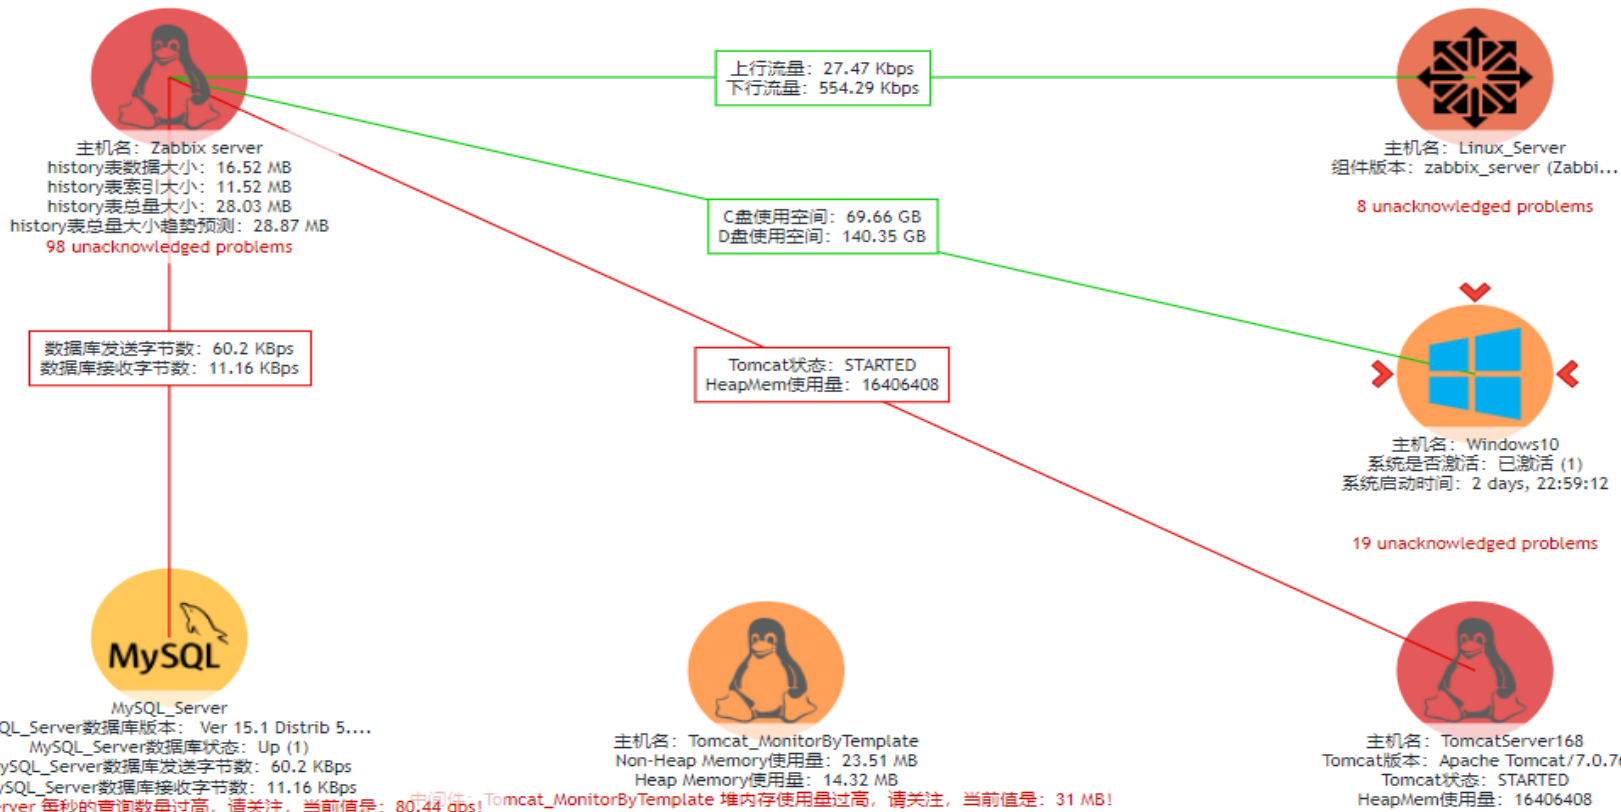 上行流量： 27.47 Kbps
下行流量： 554.29 Kbps
主机名： Zabbix server
history表数据大小： 16.52 MB
history表索引大小： 11.52 MB
history表总量大小： 28.03 MB
history表总量大小趋势预测： 28.87 MB
98 unacknowledged problems
主机名： Linux_Server
组件版本： zabbix_server (Zabbi...
8 unacknowledged problems
C盘使用空间： 69.66 GB
D盘使用空间： 140.35 GB
数据库发送字节数： 60.2 KBps
数据库接收字节数： 11.16 KBps
Tomcat状态： STARTED
HeapMem使用量： 16406408
主机名： Windows10
系统是否激活： 已激活 (1)
系统启动时间： 2 days, 22:59:12
19 unacknowledged problems
MySQL
MySQL_Server
QL_Server数据库版本： Ver 15.1 Distrib 5....
MySQL_Server数据库状态： Up (1)
ySQL_Server数据库发送字节数： 60.2 KBps
ySQL_Server数据库接收字节数： 11.16 KBps
erver 每秒的查询数量过高，请关注，当前值是： 80.44 qps!
主机名： Tomcat_MonitorByTemplate
Non-Heap Memory使用量： 23.51 MB
Heap Memory使用量： 14.32 MB
中间件： Tomcat_MonitorByTemplate 堆内存使用量过高，请关注，当前值是： 31 MB!
主机名： TomcatServer168
Tomcat版本： Apache Tomcat/7.0.76
Tomcat状态： STARTED
HeapMem使用量： 16406408